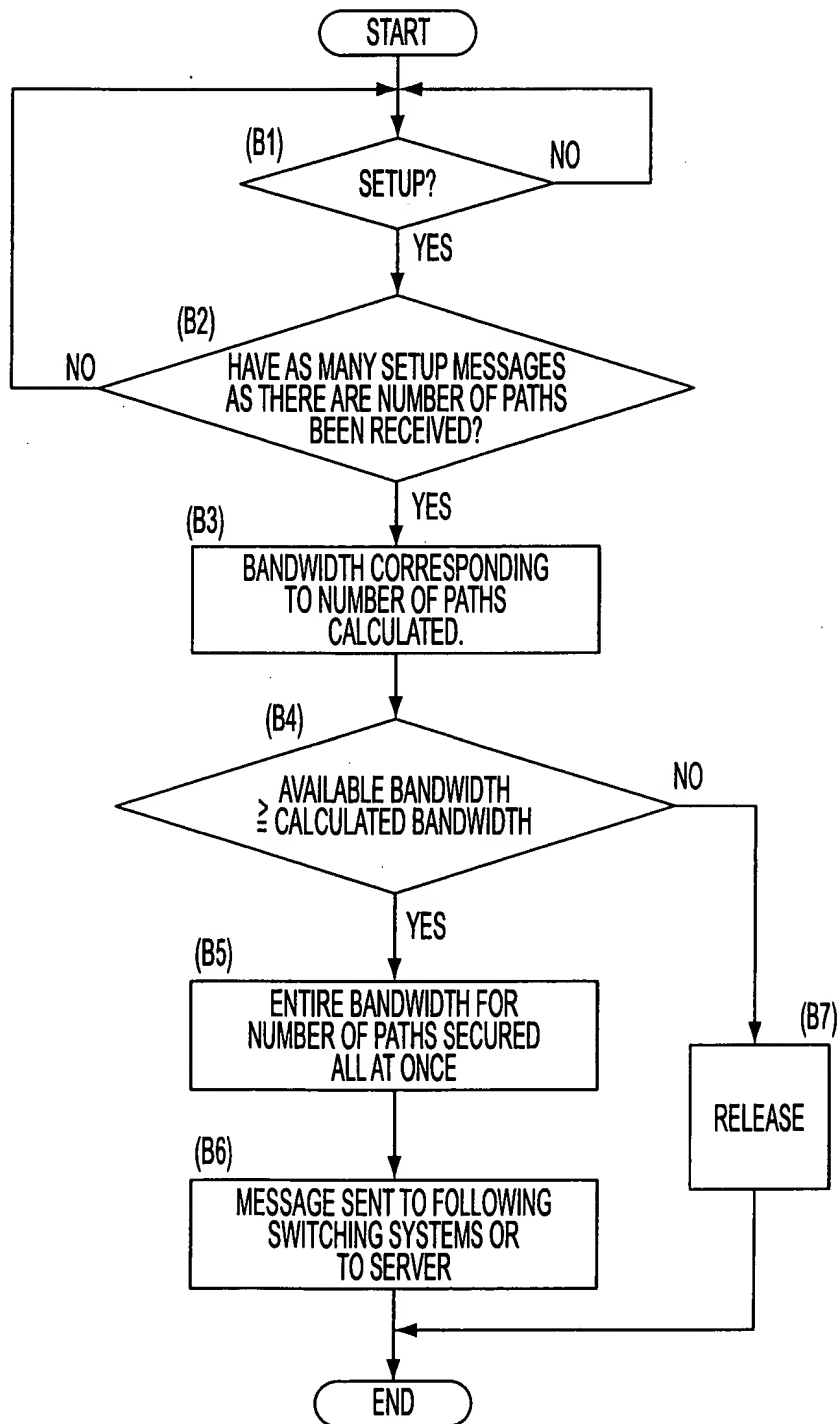 START
(B1)
SETUP?
NO
YES
(B2)
NO
HAVE AS MANY SETUP MESSAGES
AS THERE ARE NUMBER OF PATHS
BEEN RECEIVED?
YES
(B3)
BANDWIDTH CORRESPONDING
TO NUMBER OF PATHS
CALCULATED.
(B4)
AVAILABLE BANDWIDTH
≧ CALCULATED BANDWIDTH
NO
YES
(B5)
ENTIRE BANDWIDTH FOR
NUMBER OF PATHS SECURED
ALL AT ONCE
(B7)
RELEASE
(B6)
MESSAGE SENT TO FOLLOWING
SWITCHING SYSTEMS OR
TO SERVER
END